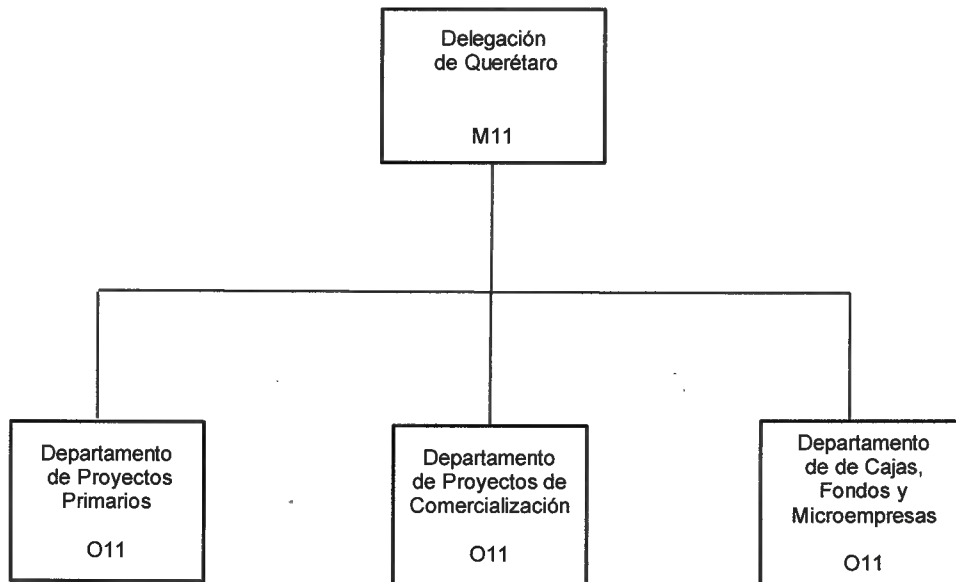 Delegación
de Querétaro
M11
Departamento
de Proyectos
Primarios
O11
Departamento
de Proyectos de
Comercialización
O11
Departamento
de de Cajas,
Fondos y
Microempresas
O11